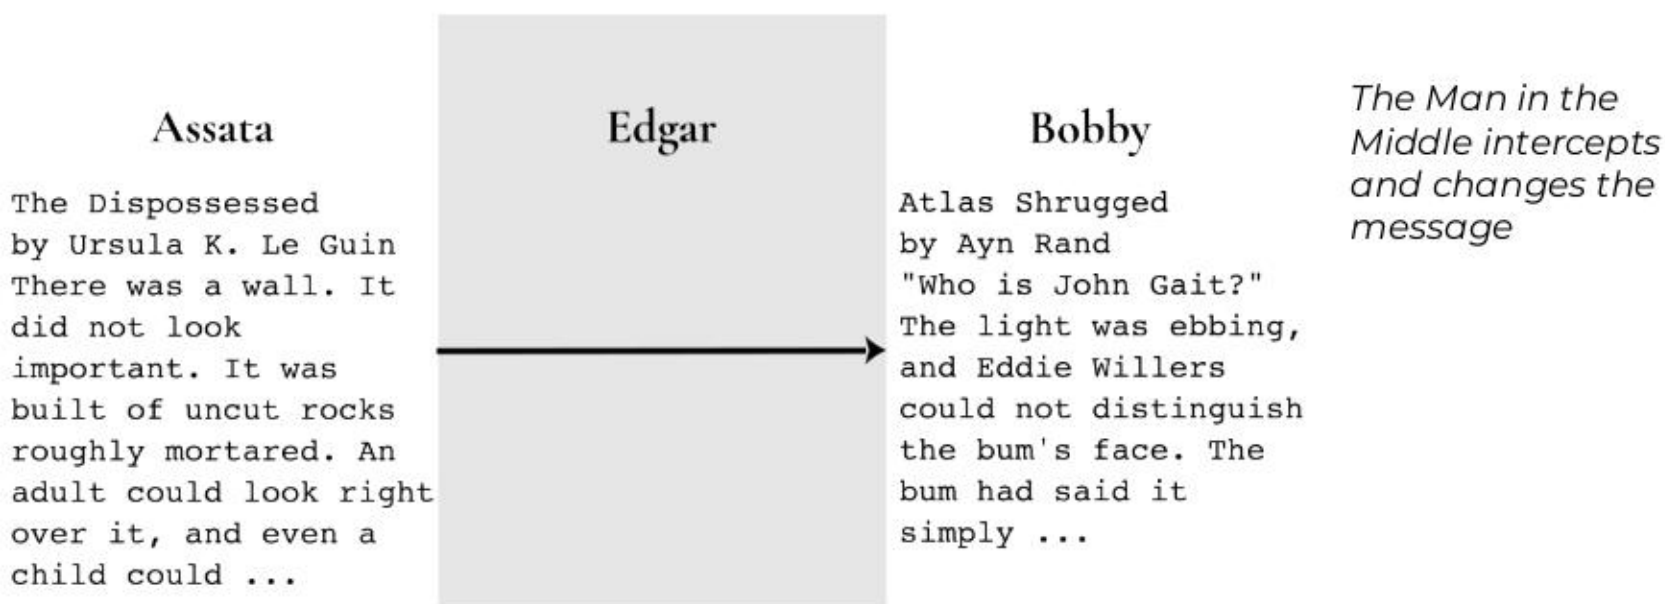 Assata
Edgar
Bobby
The Dispossessed
by Ursula K. Le Guin
There was a wall. It
did not look
important. It was
built of uncut rocks
roughly mortared. An
adult could look right
over it, and even a
child could ...
Atlas Shrugged
by Ayn Rand
"Who is John Gait?"
The light was ebbing,
and Eddie Willers
could not distinguish
the bum's face. The
bum had said it
simply ...
The Man in the
Middle intercepts
and changes the
message